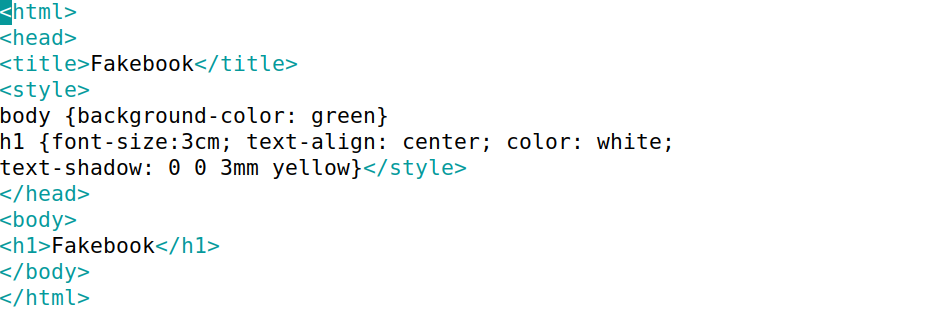 <html>
<head>
<title>Fakebook</title>
<style>
body {background-color: green}
h1 {font-size:3cm; text-align: center; color: white;
text-shadow: 0 0 3mm yellow}</style>
</head>
<body>
<h1>Fakebook</h1>
</body>
</html>